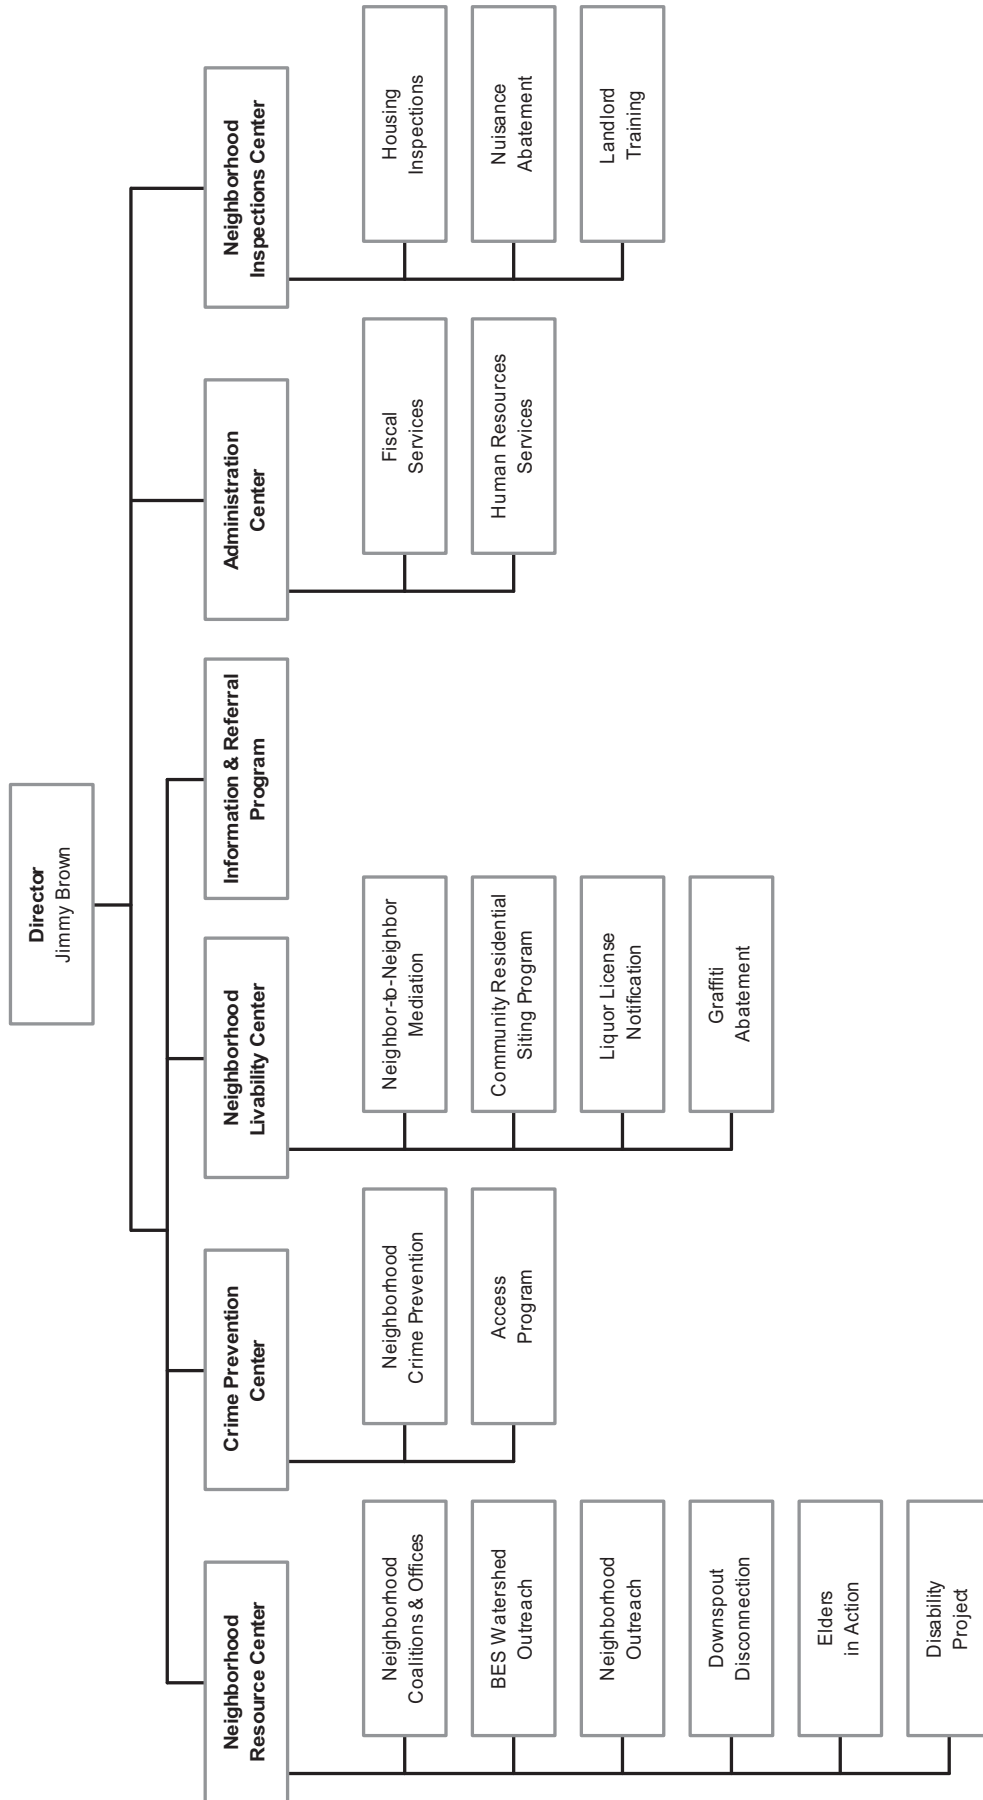 Director
Jimmy Brown
Neighborhood
Resource Center
Crime Prevention
Center
Neighborhood
Livability Center
Information & Referral
Program
Administration
Center
Neighborhood
Inspections Center
Neighborhood
Coalitions & Offices
BES Watershed
Outreach
Neighborhood
Outreach
Downspout
Disconnection
Elders
in Action
Disability
Project
Neighborhood
Crime Prevention
Access
Program
Neighbor-to-Neighbor
Mediation
Community Residential
Siting Program
Liquor License
Notification
Graffiti
Abatement
Fiscal
Services
Human Resources
Services
Housing
Inspections
Nuisance
Abatement
Landlord
Training